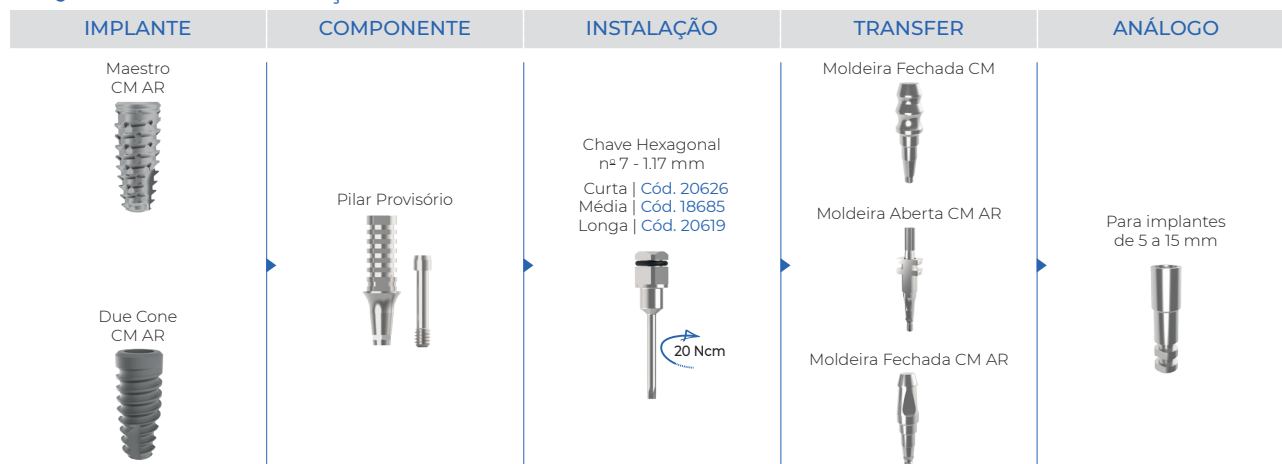 IMPLANTE
COMPONENTE
INSTALAÇÃO
TRANSFER
ANÁLOGO
Maestro
CM AR
Due Cone
CM AR
Pilar Provisório
Chave Hexagonal
nº 7 - 1.17 mm
Curta | Cód. 20626
Média | Cód. 18685
Longa | Cód. 20619
20 Ncm
Moldeira Fechada CM
Moldeira Aberta CM AR
Moldeira Fechada CM AR
Para implantes
de 5 a 15 mm